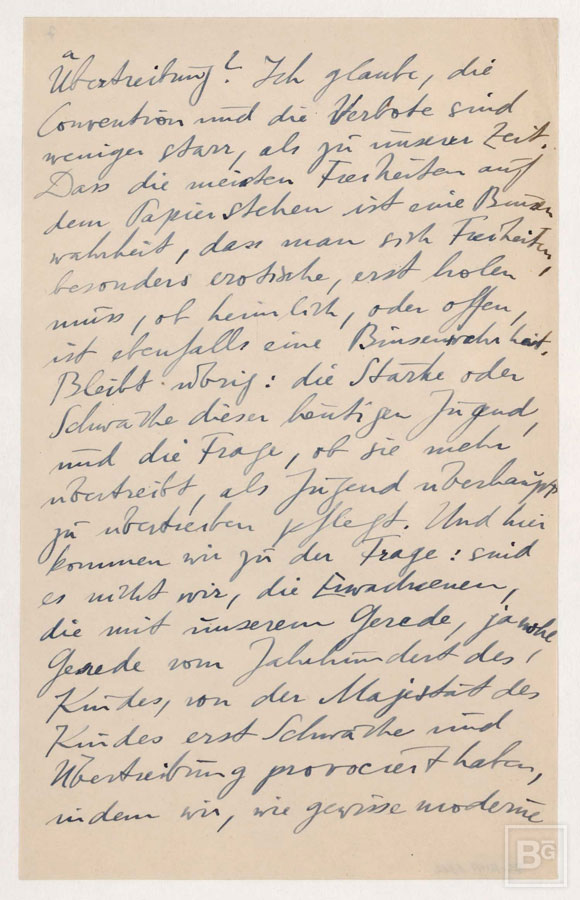 Übertreibung? Ich glaube, die
Convention und die Verbote sind
weniger starr, als zu unserer Zeit.
Dass die meisten Freiheiten auf
dem Papier stehen ist eine Binsen
wahrheit, dass man sich Freiheiten,
besonders erotische, erst holen
muss, ob heimlich, oder offen,
ist ebenfalls eine Binsenwahrheit.
Bleibt übrig: die Stärke oder
Schwäche dieser heutigen Jugend,
und die Frage, ob sie mehr
übertreibt, als Jugend überhaupt
zu übertreiben pflegt. Und hier
kommen wir zu der Frage: sind
es nicht wir, die Erwachsenen,
die mit unserem Gerede, ja
Gerede vom Jahrhundert des
Kindes, von der Majestät des
Kindes erst Schwäche und
Übertreibung provociert haben,
indem wir, wie gewisse moderne
BG